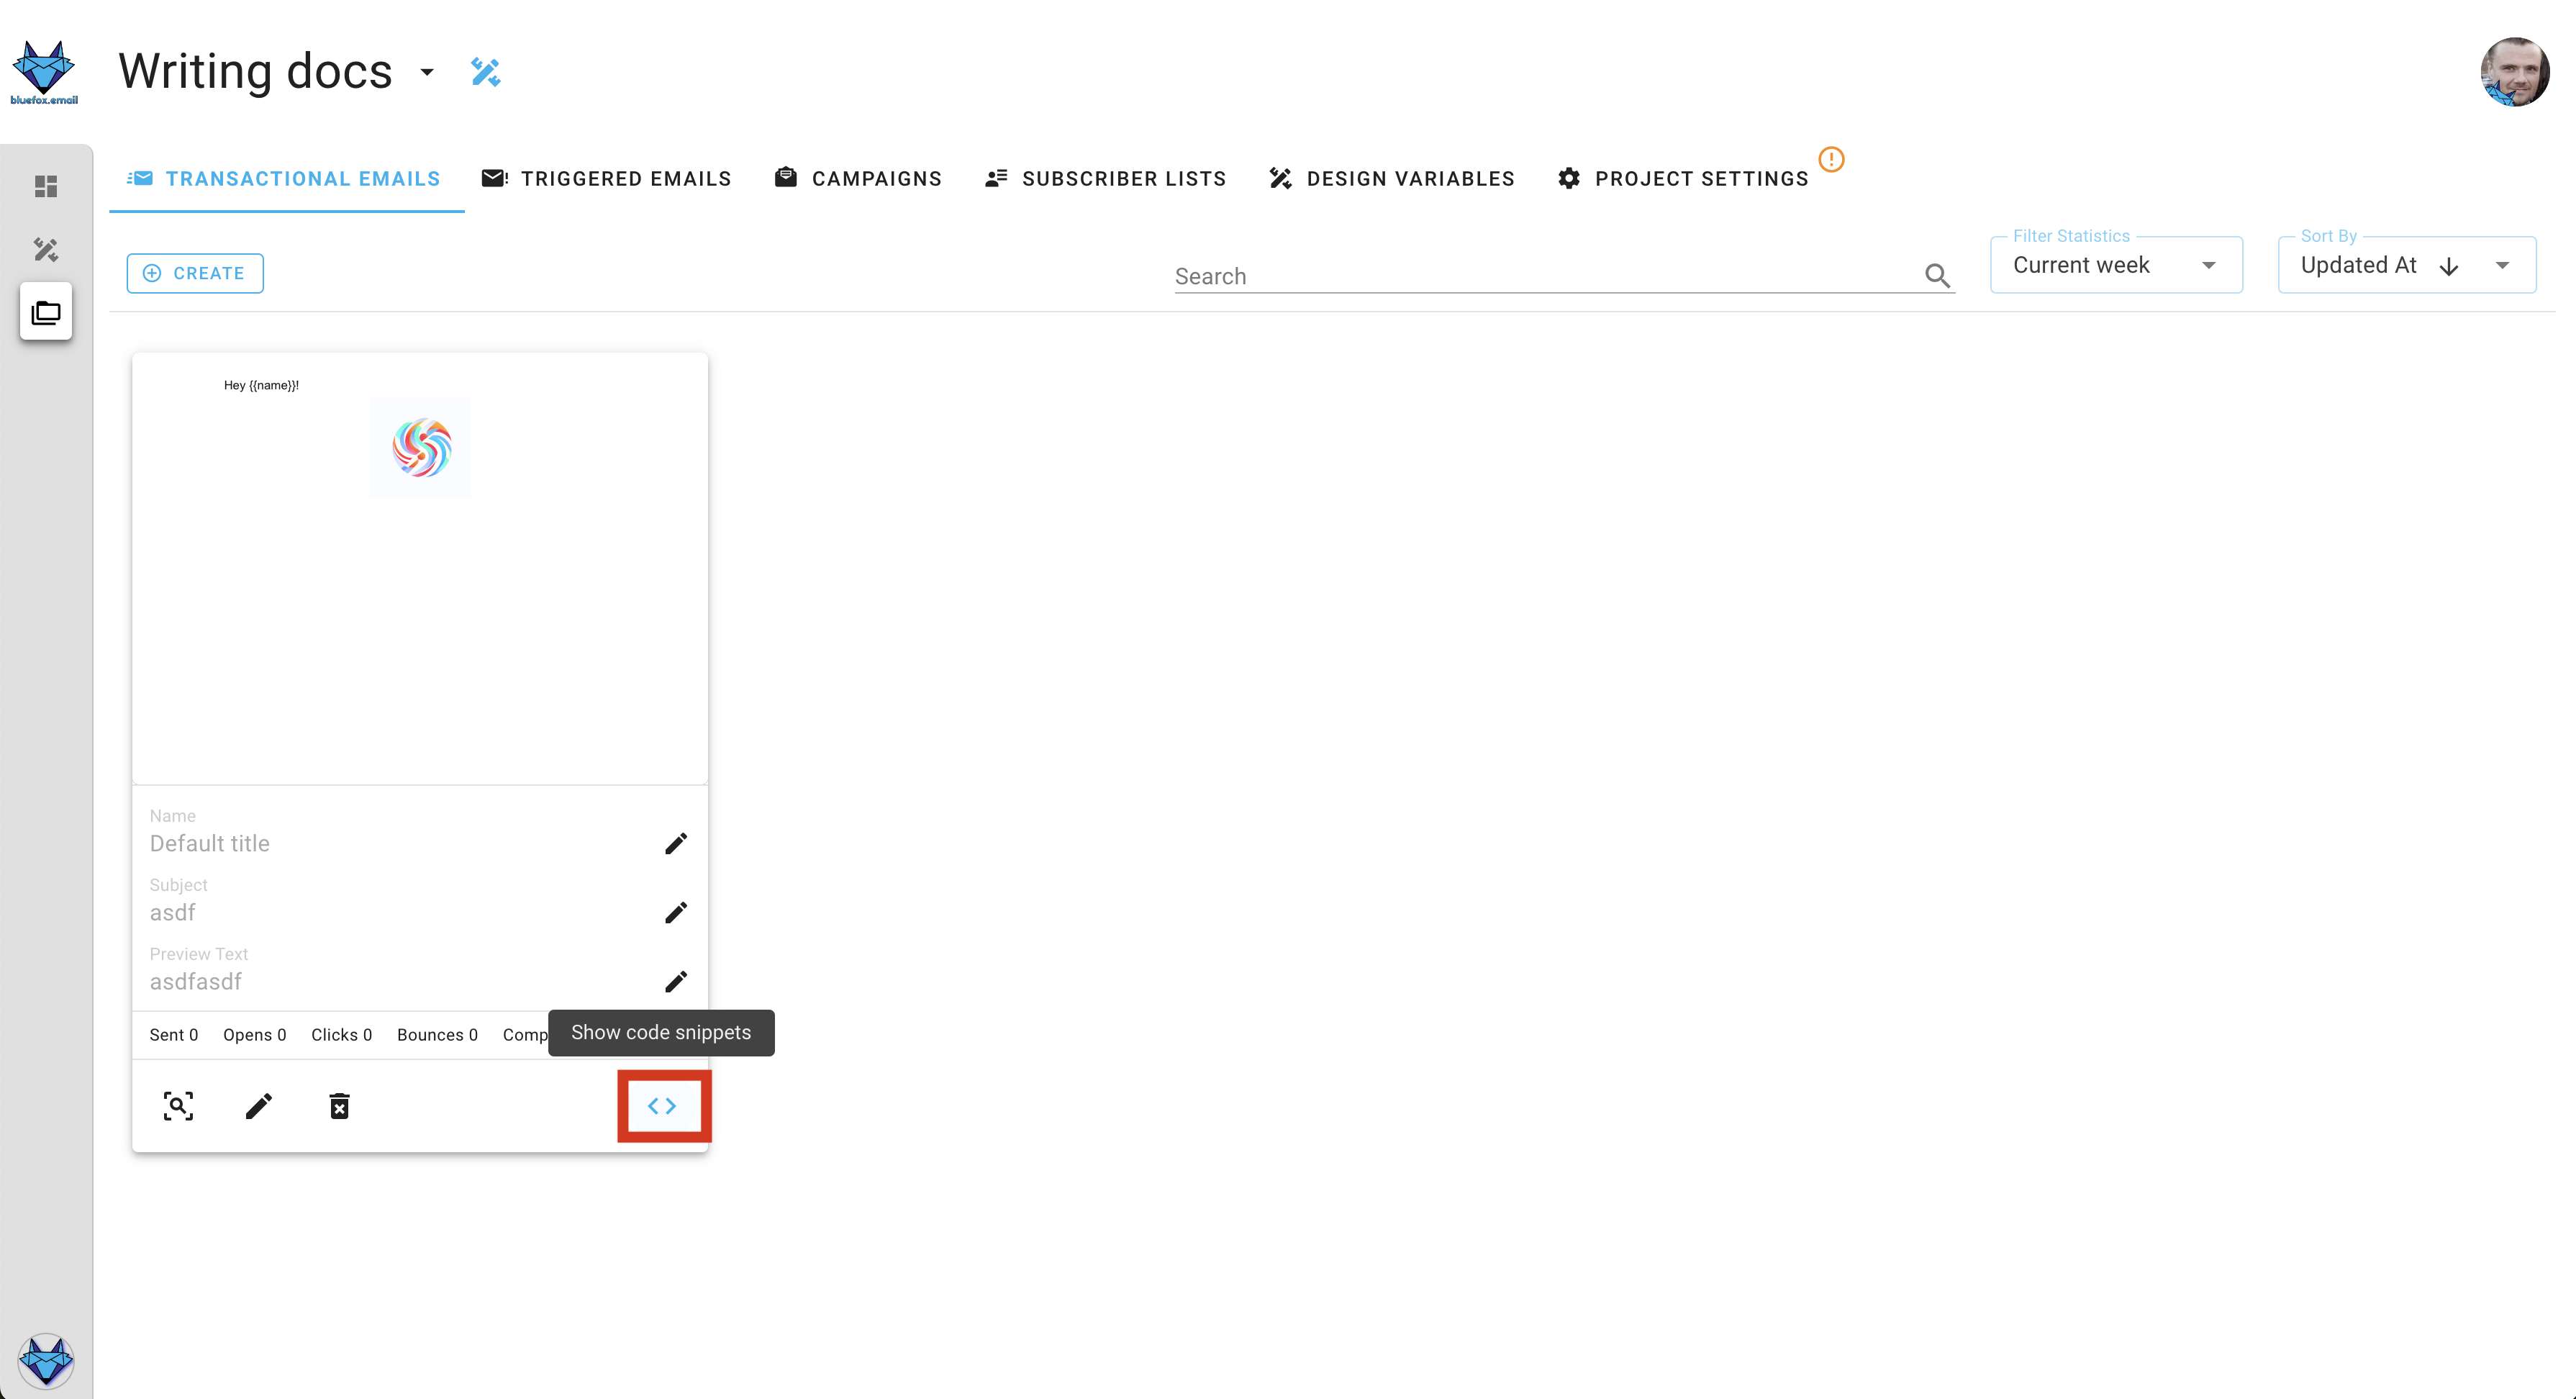 bluefox.email
Writing docs
TRANSACTIONAL EMAILS
TRIGGERED EMAILS
CAMPAIGNS
SUBSCRIBER LISTS
DESIGN VARIABLES
PROJECT SETTINGS
CREATE
Search
Filter Statistics
Current week
Sort By
Updated At
Hey {{name}}!
Name
Default title
Subject
asdf
Preview Text
asdfasdf
Sent 0 Opens 0 Clicks 0 Bounces 0 Comp
Show code snippets